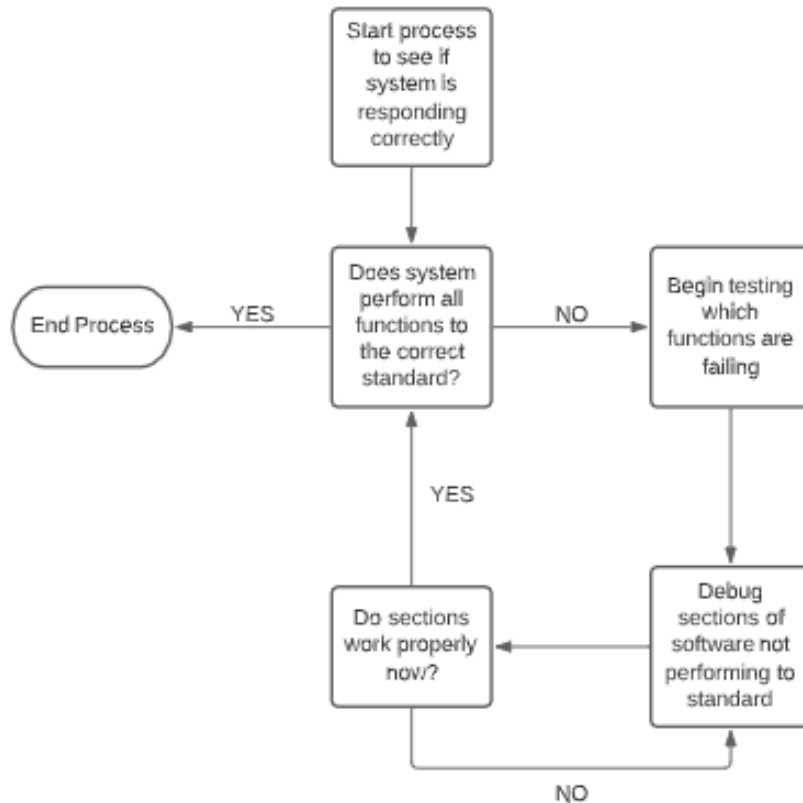 Start process
to see if
system is
responding
correctly
Does system
perform all
functions to
the correct
standard?
YES
End Process
NO
Begin testing
which
functions are
failing
Debug
sections of
software not
performing to
standard
Do sections
work properly
now?
YES
NO